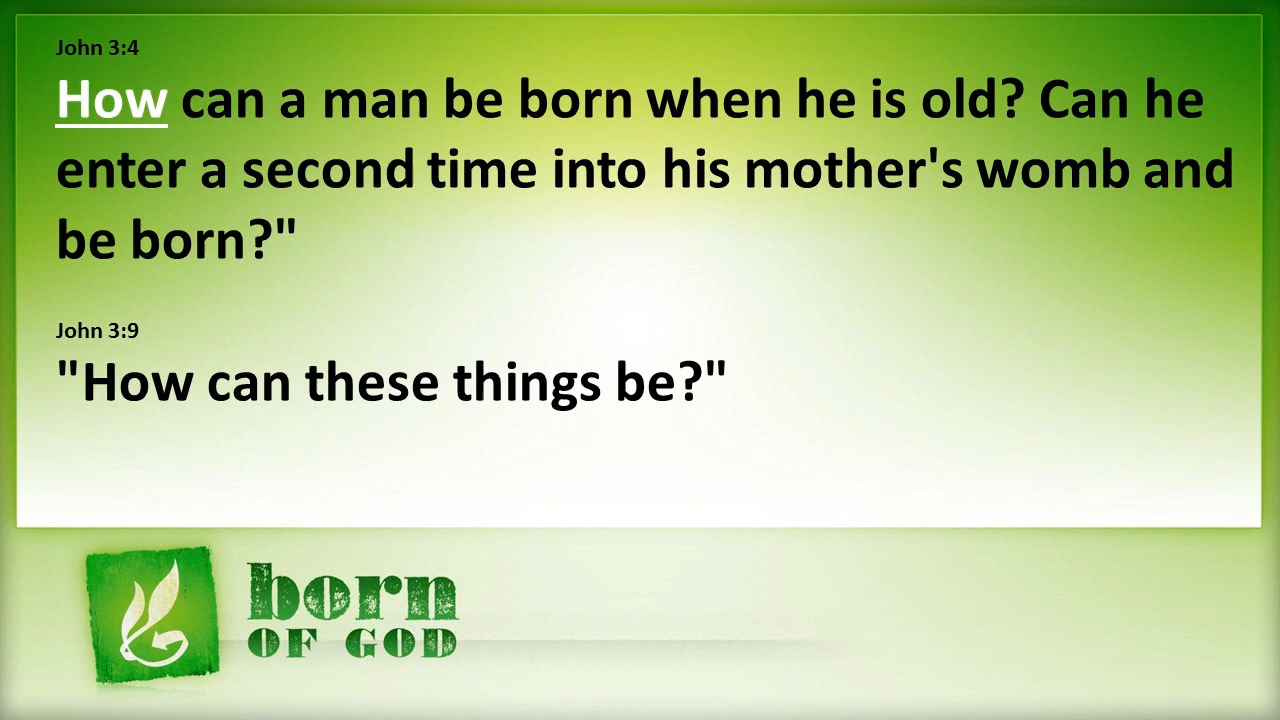 John 3:4
How can a man be born when he is old? Can he
enter a second time into his mother's womb and
be born?"
John 3:9
"How can these things be?"
born
OF GOD